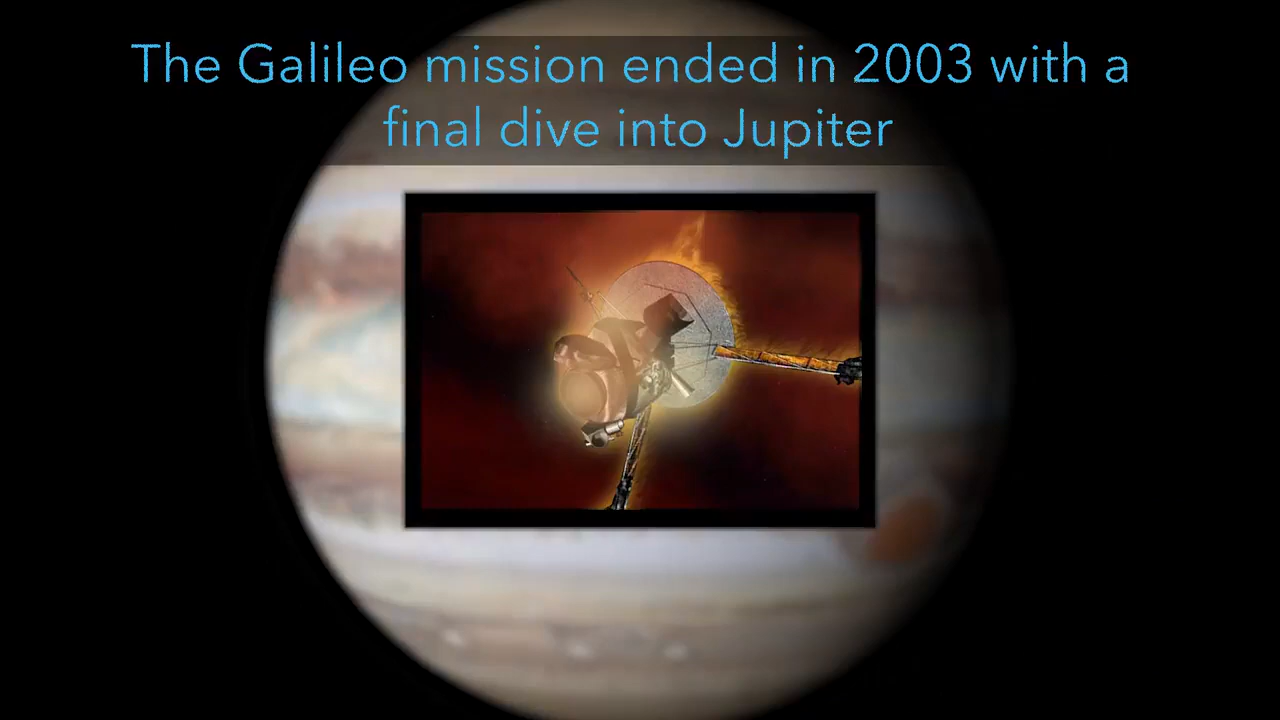 The Galileo mission ended in 2003 with a
final dive into Jupiter